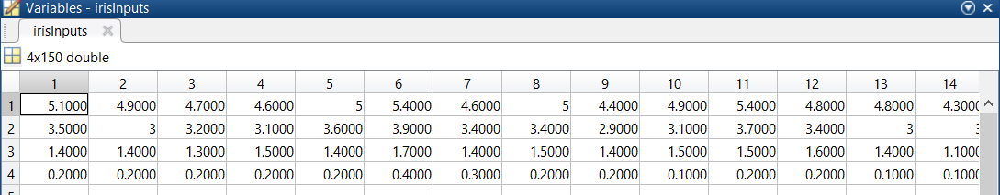 Variables - irisInputs
irisInputs
4x150 double
1 2 3 4 5 6 7 8 9 10 11 12 13 14
1 5.1000 4.9000 4.7000 4.6000 5 5.4000 4.6000 5 4.4000 4.9000 5.4000 4.8000 4.8000 4.3000
2 3.5000 3 3.2000 3.1000 3.6000 3.9000 3.4000 3.4000 2.9000 3.1000 3.7000 3.4000 3 3
3 1.4000 1.4000 1.3000 1.5000 1.4000 1.7000 1.4000 1.5000 1.4000 1.5000 1.5000 1.6000 1.4000 1.1000
4 0.2000 0.2000 0.2000 0.2000 0.2000 0.4000 0.3000 0.2000 0.2000 0.1000 0.2000 0.2000 0.1000 0.1000